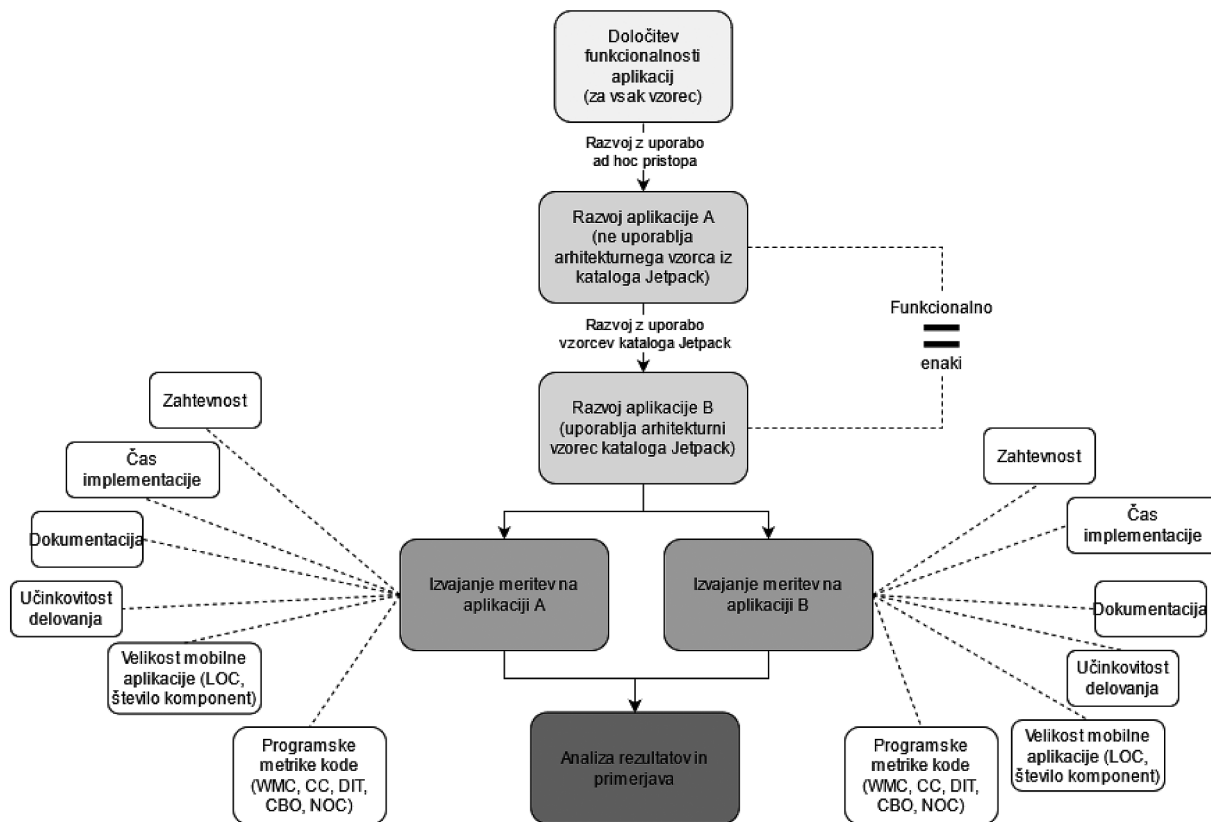 Določitev
funkcionalnosti
aplikacij
(za vsak vzorec)
Razvoj z uporabo
ad hoc pristopa
Razvoj aplikacije A
(ne uporablja
arhitekturnega vzorca iz
kataloga Jetpack)
Razvoj z uporabo
vzorcev kataloga Jetpack
Funkcionalno
enaki
Razvoj aplikacije B
(uporablja arhitekturni
vzorec kataloga Jetpack)
Zahtevnost
Čas
implementacije
Dokumentacija
Učinkovitost
delovanja
Velikost mobilne
aplikacije (LOC,
število komponent)
Programske
metrike kode
(WMC, CC, DIT,
CBO, NOC)
Izvajanje meritev na
aplikaciji A
Izvajanje meritev na
aplikaciji B
Zahtevnost
Čas
implementacije
Dokumentacija
Učinkovitost
delovanja
Velikost mobilne
aplikacije (LOC,
število komponent)
Programske
metrike kode
(WMC, CC, DIT,
CBO, NOC)
Analiza rezultatov in
primerjava